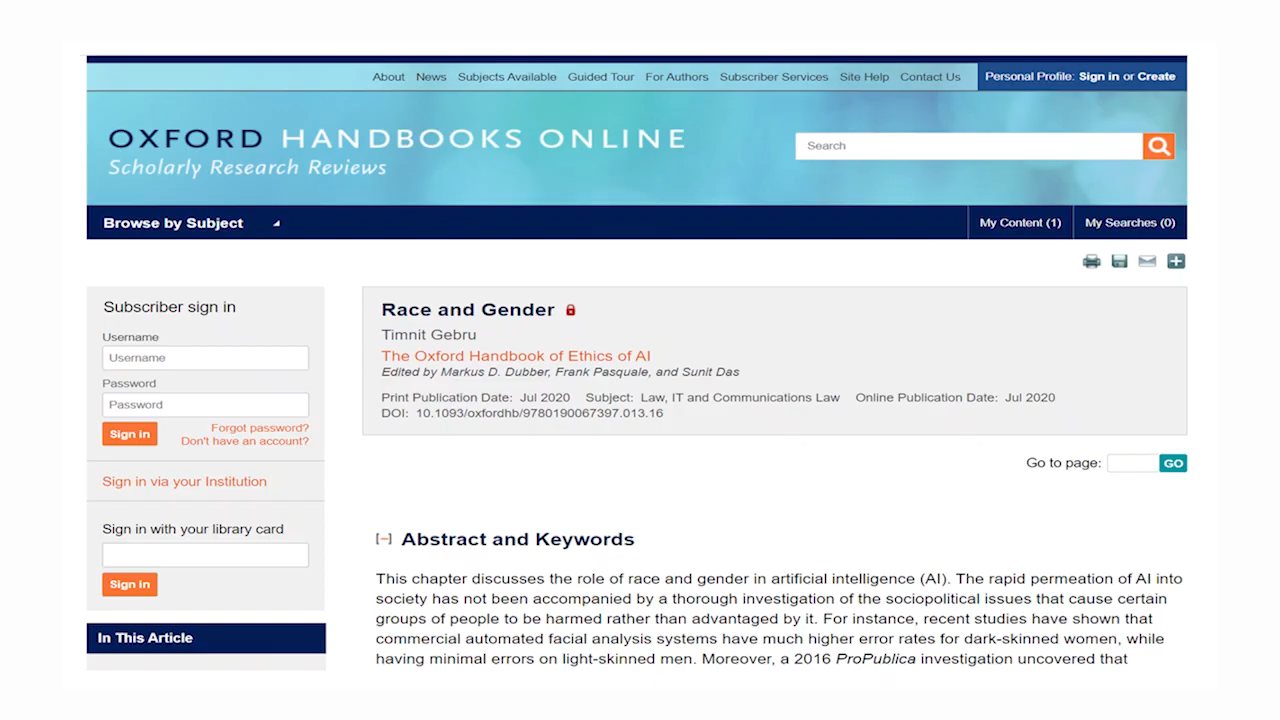 About News Subjects Available Guided Tour For Authors Subscriber Services Site Help Contact Us Personal Profile: Sign in or Create
OXFORD HANDBOOKS ONLINE
Scholarly Research Reviews
Search
Browse by Subject
My Content (1) My Searches (0)
Subscriber sign in
Username
Username
Password
Password
Sign in
Forgot password?
Don't have an account?
Sign in via your Institution
Sign in with your library card
Sign in
In This Article
Race and Gender
Timnit Gebru
The Oxford Handbook of Ethics of AI
Edited by Markus D. Dubber, Frank Pasquale, and Sunit Das
Print Publication Date: Jul 2020 Subject: Law, IT and Communications Law Online Publication Date: Jul 2020
DOI: 10.1093/oxfordhb/9780190067397.013.16
Go to page: GO
[–] Abstract and Keywords
This chapter discusses the role of race and gender in artificial intelligence (AI). The rapid permeation of AI into
society has not been accompanied by a thorough investigation of the sociopolitical issues that cause certain
groups of people to be harmed rather than advantaged by it. For instance, recent studies have shown that
commercial automated facial analysis systems have much higher error rates for dark-skinned women, while
having minimal errors on light-skinned men. Moreover, a 2016 ProPublica investigation uncovered that